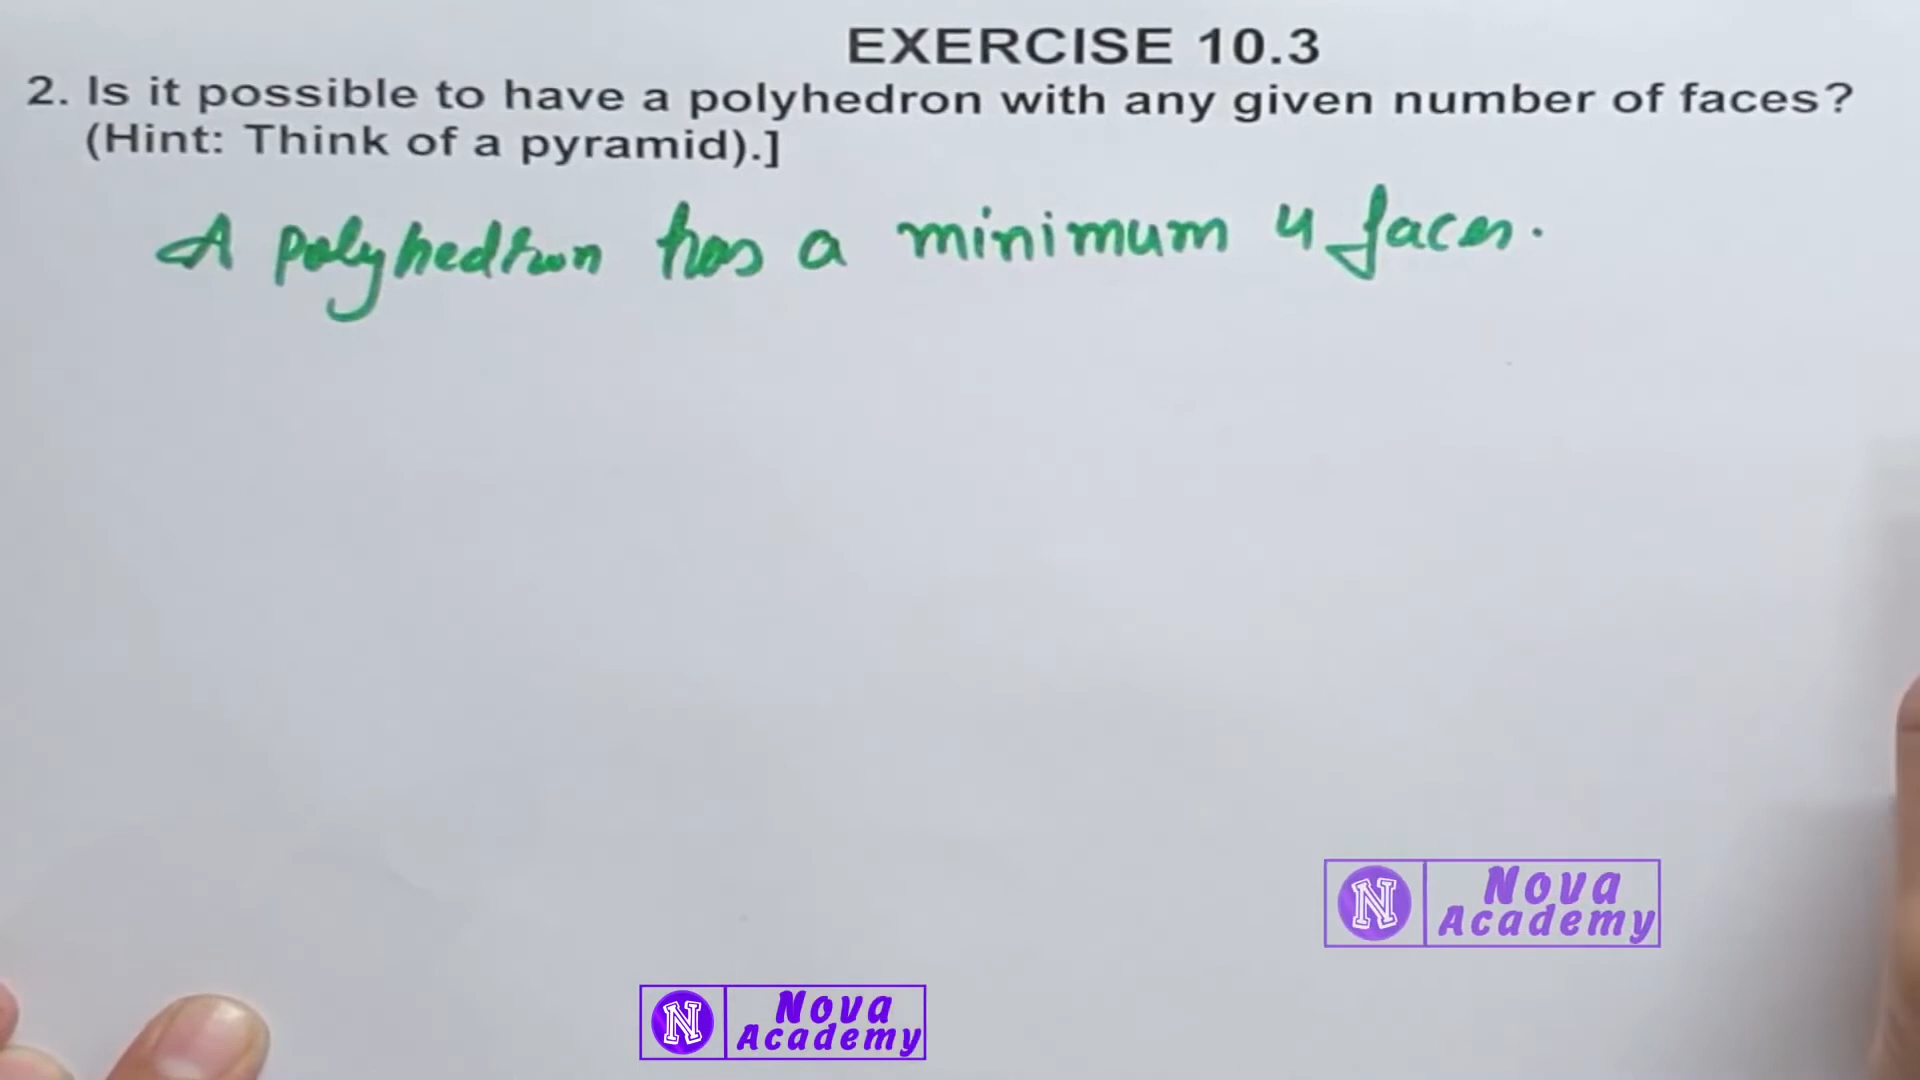 EXERCISE 10.3
2. Is it possible to have a polyhedron with any given number of faces?
(Hint: Think of a pyramid).]
A polyhedron has a minimum 4 faces.
N Nova
Academy
N Nova
Academy